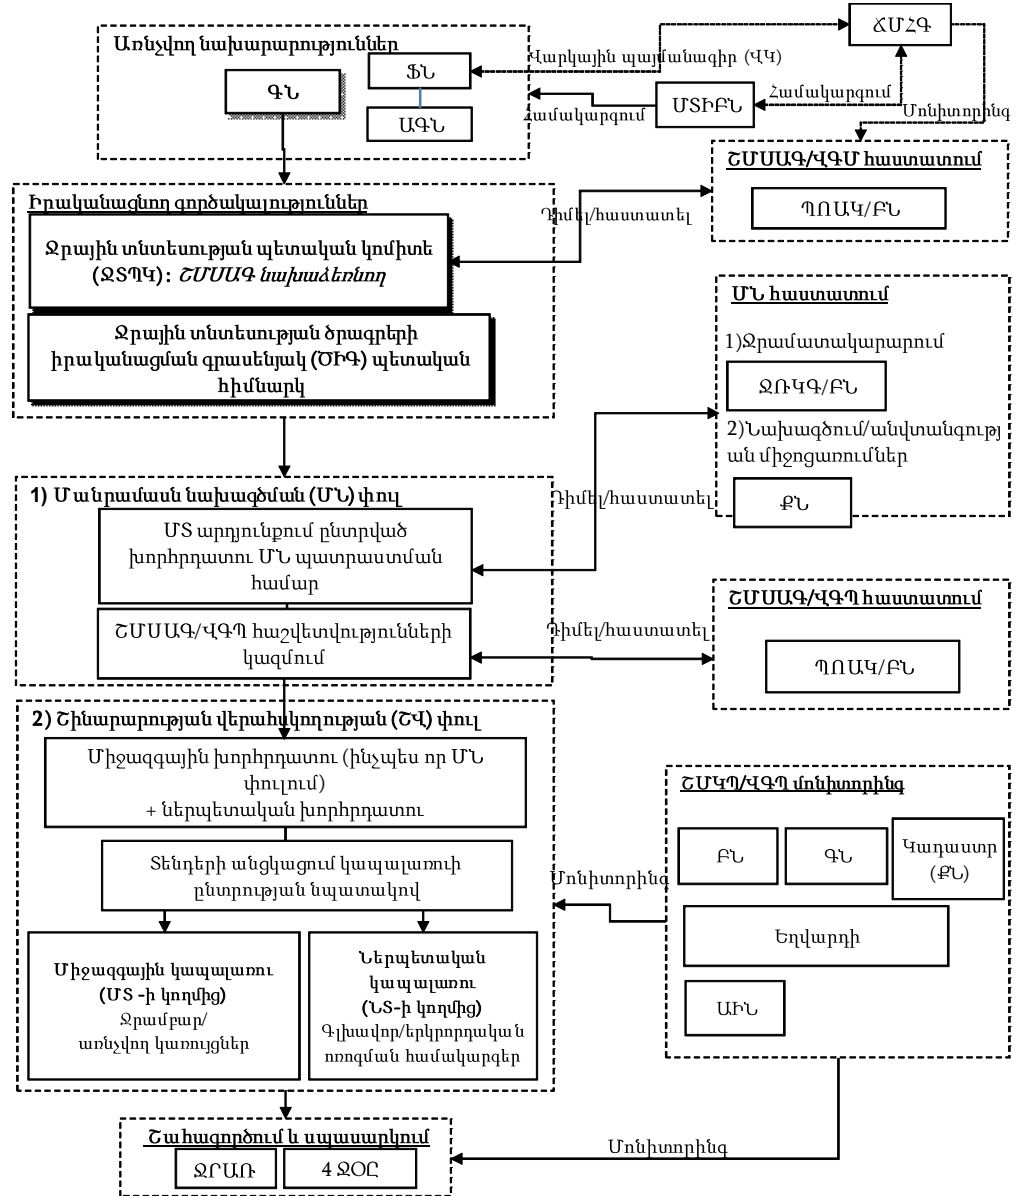 Առնչվող նախարարություններ
ԳՆ
ՖՆ
ԱԳՆ
Վարկային պայմանագիր (ՎԿ)
ՃՄՀԳ
ՄՏԻԲՆ
Համակարգում
Համակարգում
Մոնիտորինգ
ՇՄՍԱԳ/ՎԳՄ հաստատում
ՊՈԱԿ/ԲՆ
Իրականացնող գործակալություններ
Ջրային տնտեսության պետական կոմիտե
(ՋՏՊԿ): ՇՄՍԱԳ նախաձեռնող
Ջրային տնտեսության ծրագրերի
իրականացման գրասենյակ (ԾԻԳ) պետական
հիմնարկ
Դիմել/հաստատել
ՄՆ հաստատում
1)Ջրամատակարարում
ՋՌԿԳ/ԲՆ
2)Նախագծում/անվտանգությ
ան միջոցառումներ
ՔՆ
1) Մանրամասն նախագծման (ՄՆ) փուլ
ՄՏ արդյունքում ընտրված
խորհրդատու ՄՆ պատրաստման
համար
Դիմել/հաստատել
ՇՄՍԱԳ/ՎԳՊ հաշվետվությունների
կազմում
Դիմել/հաստատել
ՇՄՍԱԳ/ՎԳՊ հաստատում
ՊՈԱԿ/ԲՆ
2) Շինարարության վերահսկողության (ՇՎ) փուլ
Միջազգային խորհրդատու (ինչպես որ ՄՆ
փուլում)
+ ներպետական խորհրդատու
Տենդերի անցկացում կապալառուի
ընտրության նպատակով
Միջազգային կապալառու
(ՄՏ -ի կողմից)
Ջրամբար/
առնչվող կառույցներ
Ներպետական
կապալառու
(ՆՏ-ի կողմից)
Գլխավոր/երկրորդական
ոռոգման համակարգեր
Մոնիտորինգ
ՇՄԿՊ/ՎԳՊ մոնիտորինգ
ԲՆ
ԳՆ
Կադաստր
(ՔՆ)
Եղվարդի
ԱԻՆ
Շահագործում և սպասարկում
ՋՐԱՌ
4 ՋՕԸ
Մոնիտորինգ